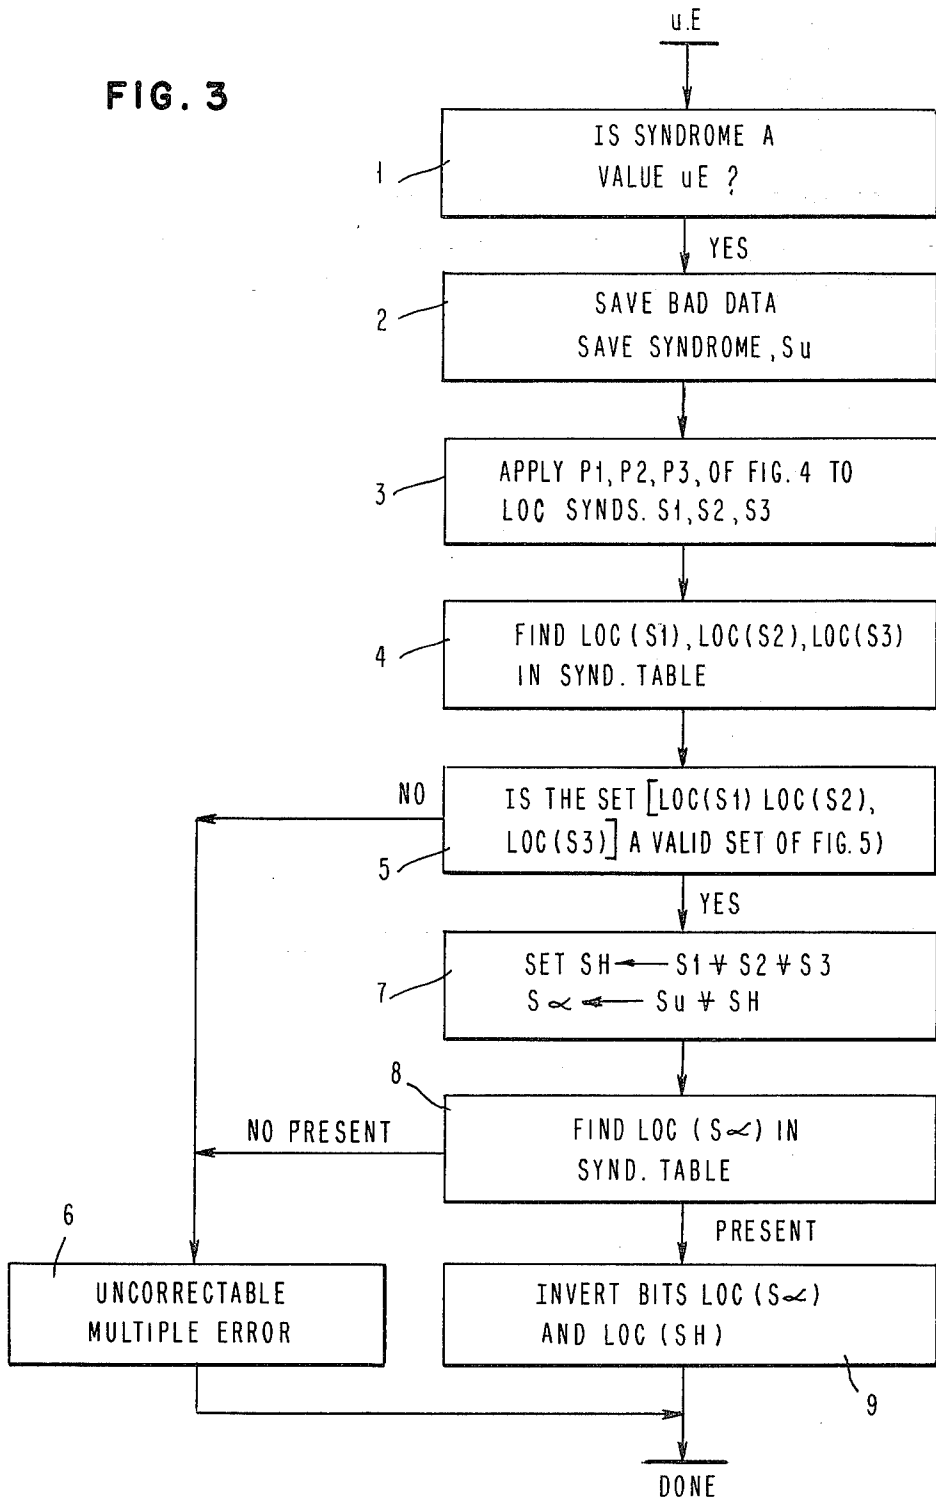 u.E
FIG. 3
IS SYNDROME A
VALUE uE ?
1
YES
SAVE BAD DATA
SAVE SYNDROME, Su
2
APPLY P1, P2, P3, OF FIG. 4 TO
LOC SYNDS. S1, S2, S3
3
FIND LOC (S1), LOC(S2), LOC(S3)
IN SYND. TABLE
4
NO
IS THE SET [LOC(S1) LOC(S2),
LOC(S3)] A VALID SET OF FIG. 5)
5
YES
SET SH ← S1 ⊻ S2 ⊻ S3
S∝ ← Su ⊻ SH
7
8
NO PRESENT
FIND LOC (S∝) IN
SYND. TABLE
6
PRESENT
UNCORRECTABLE
MULTIPLE ERROR
INVERT BITS LOC (S∝)
AND LOC (SH)
9
DONE